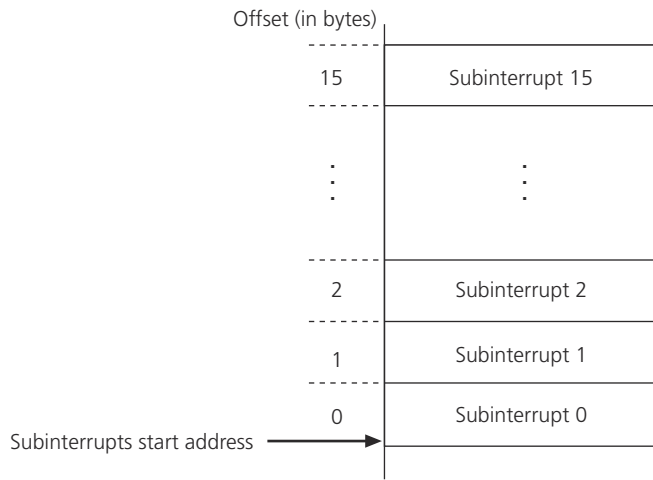 Offset (in bytes)
15 Subinterrupt 15
⋮ ⋮
2 Subinterrupt 2
1 Subinterrupt 1
0 Subinterrupt 0
Subinterrupts start address